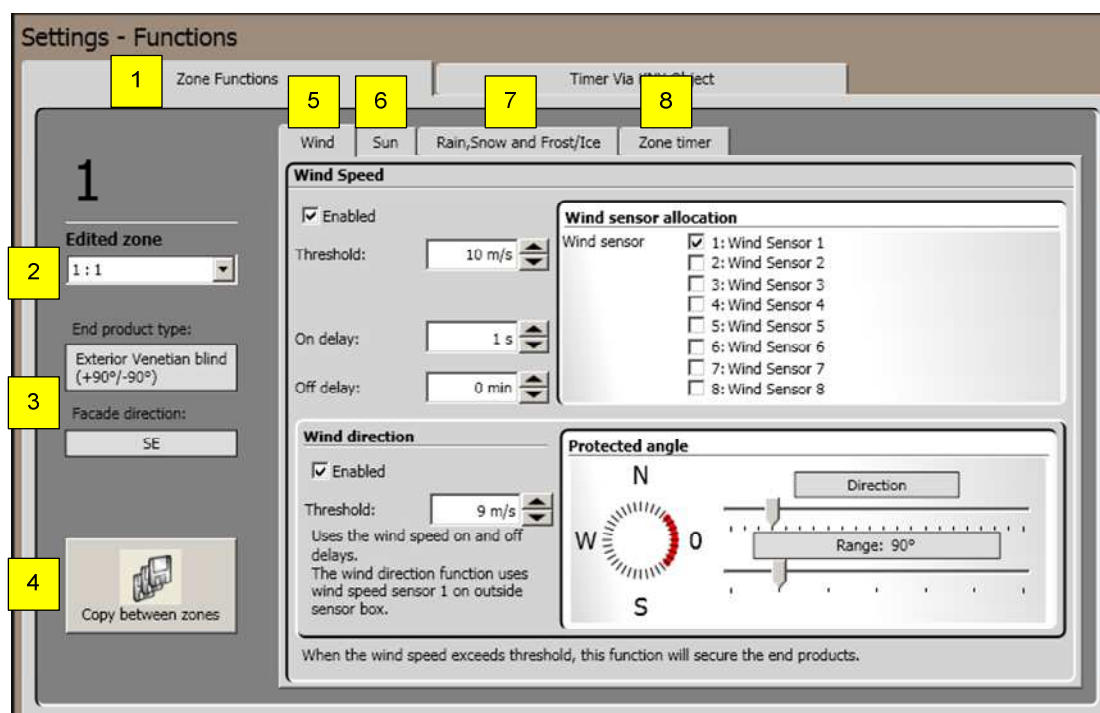 Settings - Functions
1
Zone Functions
Timer Via KNX Object
5
6
7
8
Wind
Sun
Rain,Snow and Frost/Ice
Zone timer
1
Edited zone
2
1 : 1
End product type:
Exterior Venetian blind
(+90°/-90°)
3
Facade direction:
SE
4
Copy between zones
Wind Speed
Enabled
Threshold:
10 m/s
On delay:
1 s
Off delay:
0 min
Wind sensor allocation
Wind sensor
1: Wind Sensor 1
2: Wind Sensor 2
3: Wind Sensor 3
4: Wind Sensor 4
5: Wind Sensor 5
6: Wind Sensor 6
7: Wind Sensor 7
8: Wind Sensor 8
Wind direction
Enabled
Threshold:
9 m/s
Uses the wind speed on and off
delays.
The wind direction function uses
wind speed sensor 1 on outside
sensor box.
Protected angle
N
W
0
S
Direction
Range: 90°
When the wind speed exceeds threshold, this function will secure the end products.